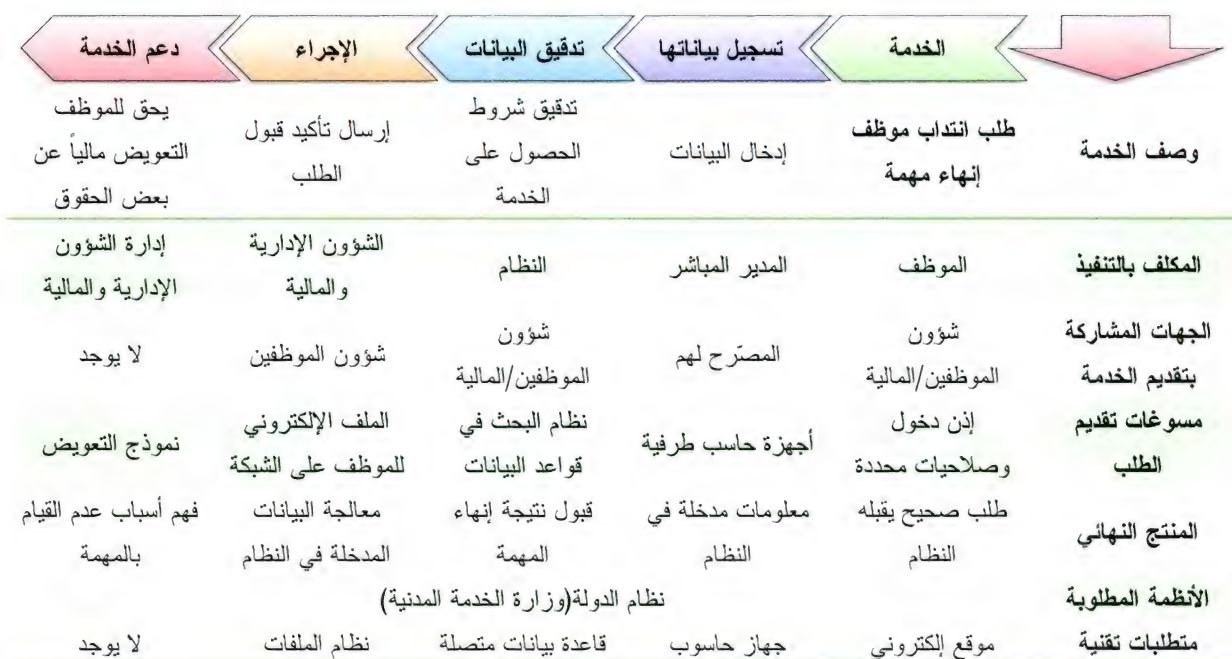 الخدمة
تسجيل بياناتها
تدقيق البيانات
الإجراء
دعم الخدمة
وصف الخدمة
طلب انتداب موظف
إنهاء مهمة
إدخال البيانات
تدقيق شروط
الحصول على
الخدمة
إرسال تأكيد قبول
الطلب
يحق للموظف
التعويض مالياً عن
بعض الحقوق
المكلف بالتنفيذ
الموظف
المدير المباشر
النظام
الشؤون الإدارية
والمالية
إدارة الشؤون
الإدارية والمالية
الجهات المشاركة
بتقديم الخدمة
شؤون
الموظفين/المالية
المصرّح لهم
شؤون
الموظفين/المالية
شؤون الموظفين
لا يوجد
مسوغات تقديم
الطلب
إذن دخول
وصلاحيات محددة
أجهزة حاسب طرفية
نظام البحث في
قواعد البيانات
الملف الإلكتروني
للموظف على الشبكة
نموذج التعويض
المنتج النهائي
طلب صحيح يقبله
النظام
معلومات مدخلة في
النظام
قبول نتيجة إنهاء
المهمة
معالجة البيانات
المدخلة في النظام
فهم أسباب عدم القيام
بالمهمة
الأنظمة المطلوبة
نظام الدولة(وزارة الخدمة المدنية)
متطلبات تقنية
موقع إلكتروني
جهاز حاسوب
قاعدة بيانات متصلة
نظام الملفات
لا يوجد